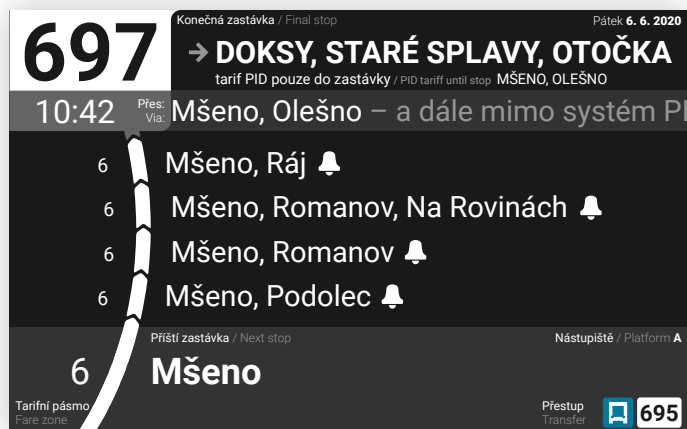 697
Konečná zastávka / Final stop
Pátek 6. 6. 2020
→ DOKSY, STARÉ SPLAVY, OTOČKA
tarif PID pouze do zastávky / PID tariff until stop MŠENO, OLEŠNO
10:42
Přes:
Via:
Mšeno, Olešno – a dále mimo systém PI
6 Mšeno, Ráj
6 Mšeno, Romanov, Na Rovinách
6 Mšeno, Romanov
6 Mšeno, Podolec
Příští zastávka / Next stop
Nástupiště / Platform A
6 Mšeno
Tarifní pásmo
Fare zone
Přestup
Transfer
695